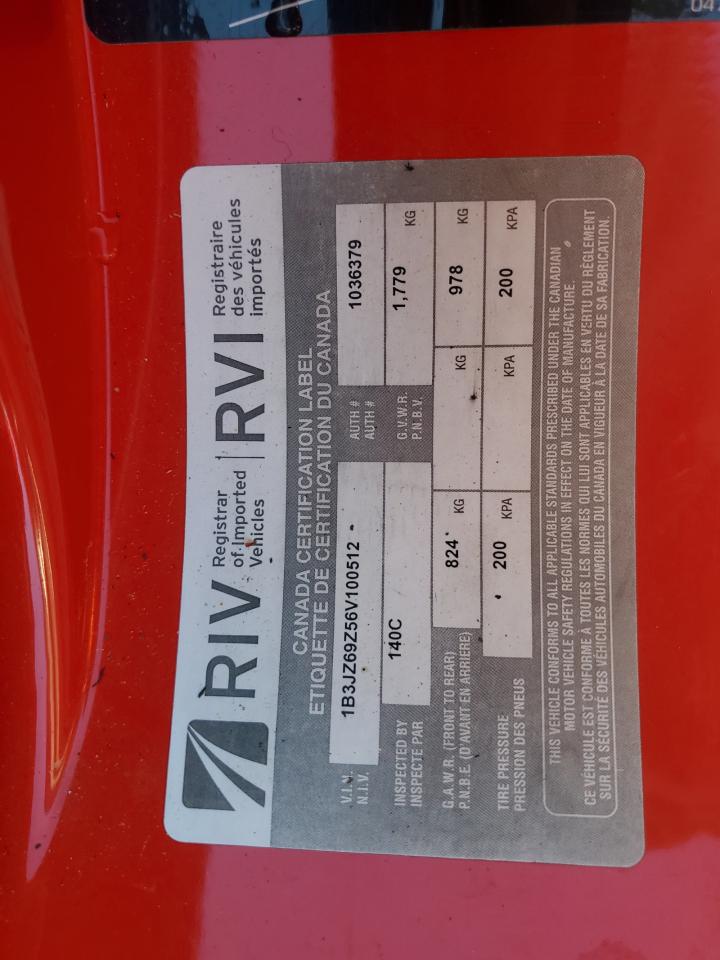 RIV Registrar
of Imported
Vehicles
RVI Registraire
des véhicules
importés
CANADA CERTIFICATION LABEL
ETIQUETTE DE CERTIFICATION DU CANADA
V.I.N. 1B3JZ69Z56V100512 AUTH # 1036379
N.I.V. AUTH #
INSPECTED BY 140C G.V.W.R. 1,779 KG
INSPECTE PAR P.N.B.V.
G.A.W.R. (FRONT TO REAR) 824 KG KG 978 KG
P.N.B.E. (D'AVANT EN ARRIÈRE)
TIRE PRESSURE 200 KPA KPA 200 KPA
PRESSION DES PNEUS
THIS VEHICLE CONFORMS TO ALL APPLICABLE STANDARDS PRESCRIBED UNDER THE CANADIAN
MOTOR VEHICLE SAFETY REGULATIONS IN EFFECT ON THE DATE OF MANUFACTURE.
CE VÉHICULE EST CONFORME À TOUTES LES NORMES QUI LUI SONT APPLICABLES EN VERTU DU RÈGLEMENT
SUR LA SÉCURITÉ DES VÉHICULES AUTOMOBILES DU CANADA EN VIGUEUR À LA DATE DE SA FABRICATION.